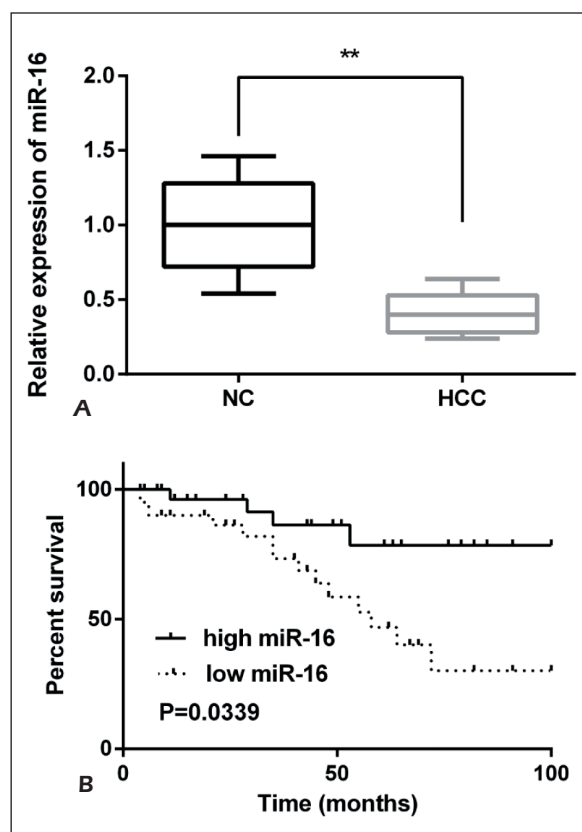 **
Relative expression of miR-16
2.0
1.5
1.0
0.5
0.0
NC HCC
A
Percent survival
100
50
0
high miR-16
low miR-16
P=0.0339
0 50 100
Time (months)
B